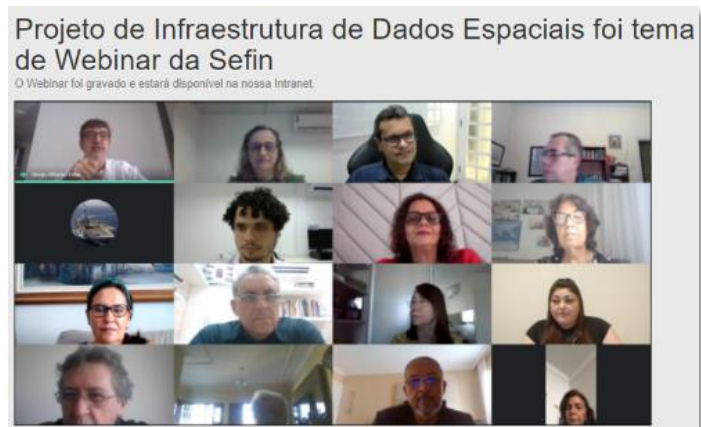 Projeto de Infraestrutura de Dados Espaciais foi tema
de Webinar da Sefin
O Webinar foi gravado e estará disponível na nossa Intranet.